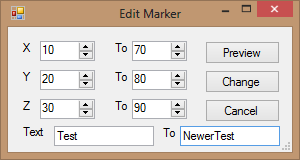 Edit Marker
X 10 To 70 Preview
Y 20 To 80 Change
Z 30 To 90 Cancel
Text Test To NewerTest